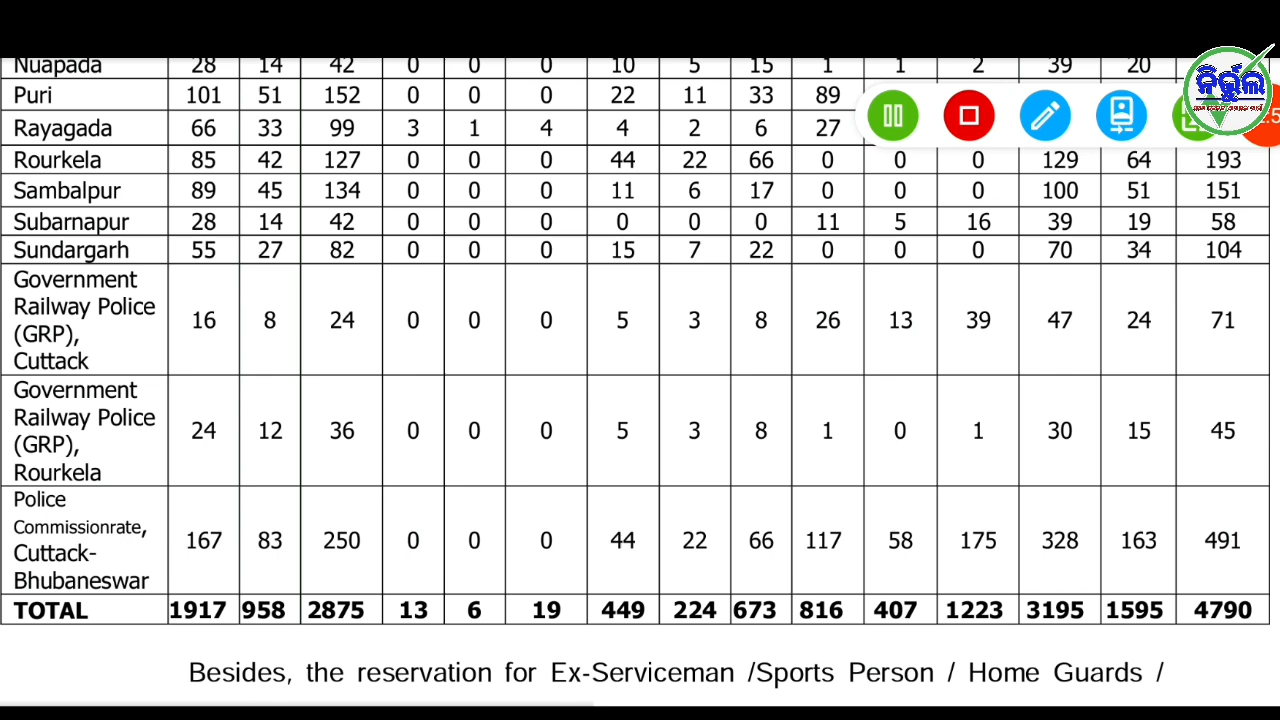 Nuapada 28 14 42 0 0 0 10 5 15 1 1 2 39 20
Puri 101 51 152 0 0 0 22 11 33 89
Rayagada 66 33 99 3 1 4 4 2 6 27
Rourkela 85 42 127 0 0 0 44 22 66 0 0 0 129 64 193
Sambalpur 89 45 134 0 0 0 11 6 17 0 0 0 100 51 151
Subarnapur 28 14 42 0 0 0 0 0 0 11 5 16 39 19 58
Sundargarh 55 27 82 0 0 0 15 7 22 0 0 0 70 34 104
Government
Railway Police
(GRP),
Cuttack
16 8 24 0 0 0 5 3 8 26 13 39 47 24 71
Government
Railway Police
(GRP),
Rourkela
24 12 36 0 0 0 5 3 8 1 0 1 30 15 45
Police
Commissionrate,
Cuttack-
Bhubaneswar
167 83 250 0 0 0 44 22 66 117 58 175 328 163 491
TOTAL 1917 958 2875 13 6 19 449 224 673 816 407 1223 3195 1595 4790
Besides, the reservation for Ex-Serviceman /Sports Person / Home Guards /